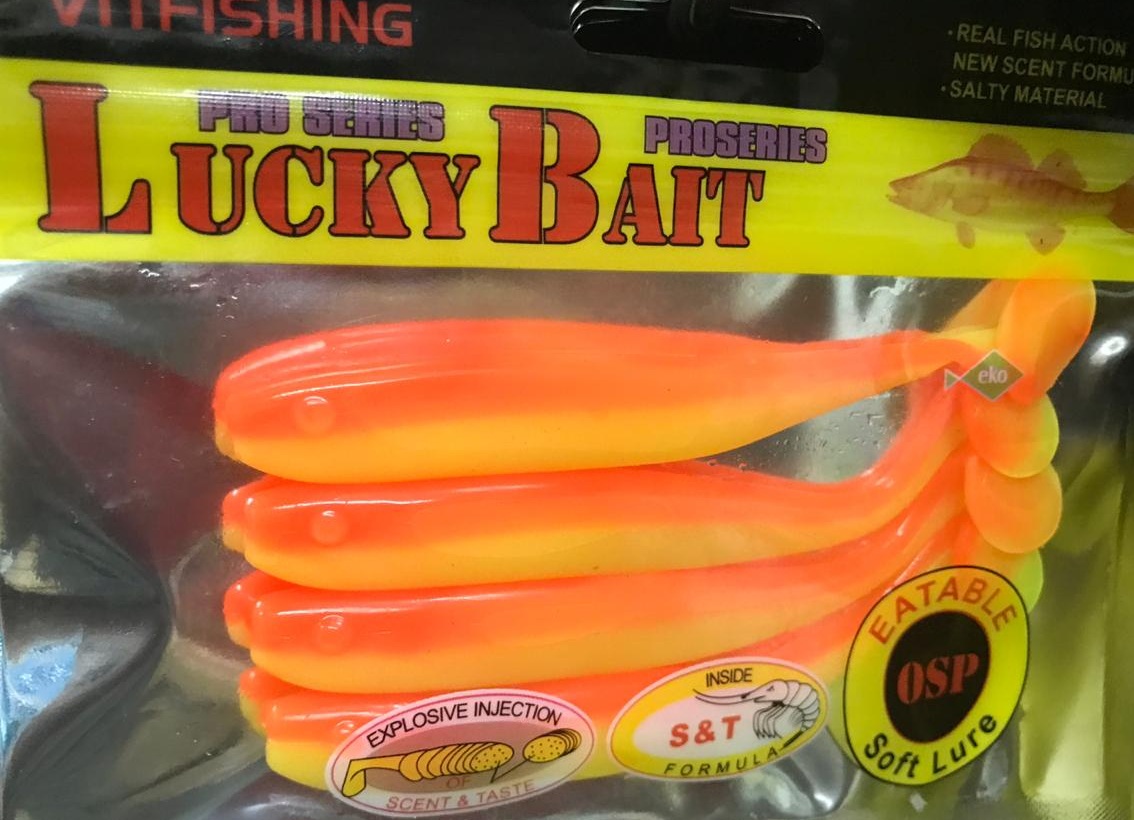 VITFISHING
· REAL FISH ACTION
NEW SCENT FORMU
· SALTY MATERIAL
PRO SERIES
PROSERIES
LUCKY BAIT
eko
EATABLE
OSP
Soft Lure
INSIDE
S&T
FORMULA
EXPLOSIVE INJECTION
OF
SCENT & TASTE